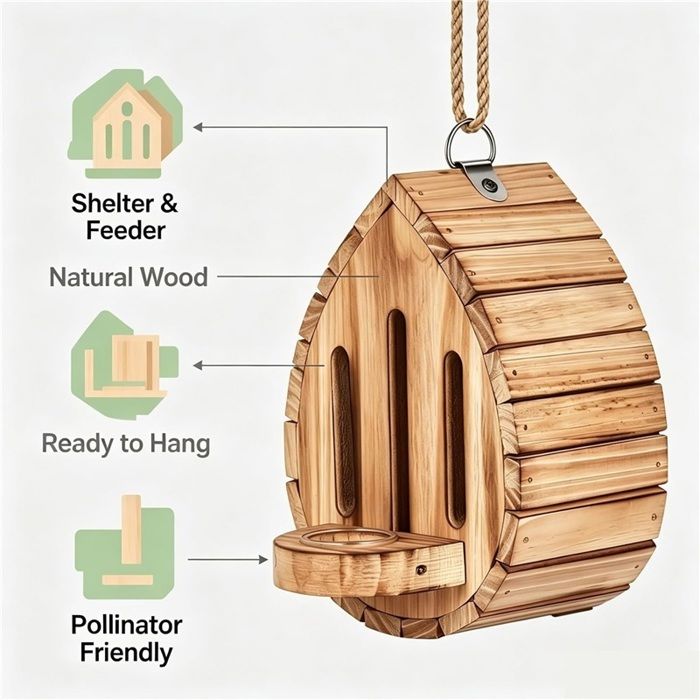 Shelter &
Feeder
Natural Wood
Ready to Hang
Pollinator
Friendly